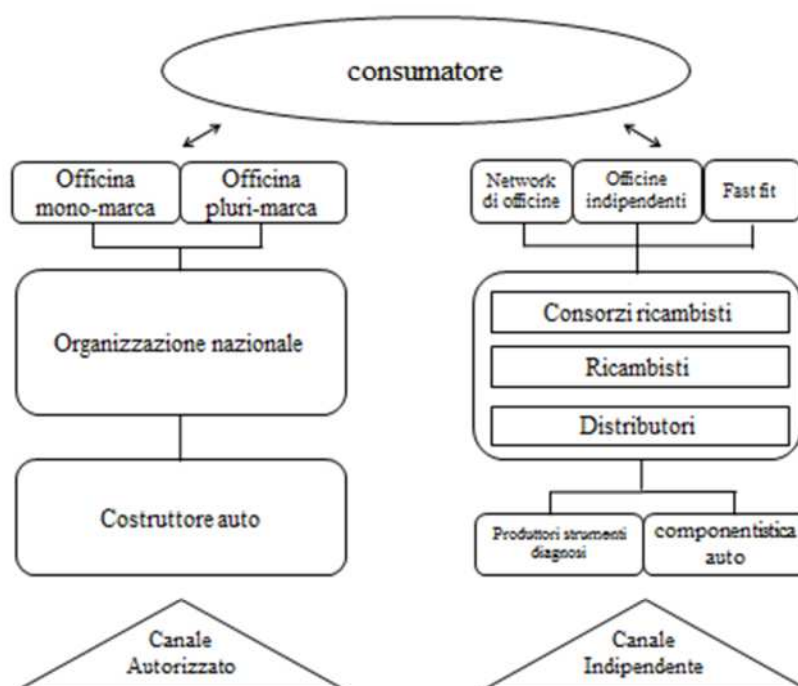 consumatore
Officina
mono-marca
Officina
pluri-marca
Network
di officine
Officine
indipendenti
Fast fit
Organizzazione nazionale
Consorzi ricambisti
Ricambisti
Distributori
Costruttore auto
Produttori strumenti
diagnosi
componentistica
auto
Canale
Autorizzato
Canale
Indipendente